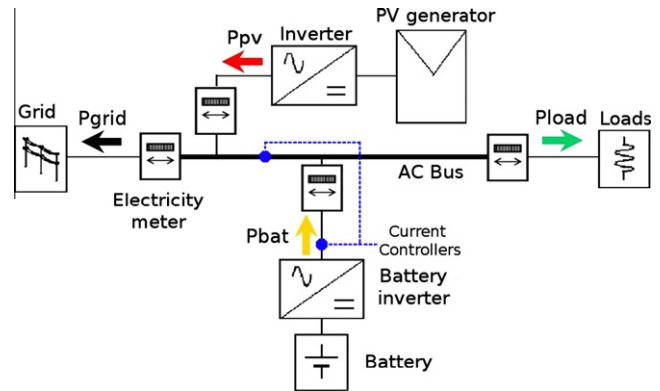 PV generator
Inverter
Ppv
Grid
Pgrid
Pload
Loads
AC Bus
Electricity
meter
Pbat
Current
Controllers
Battery
inverter
Battery